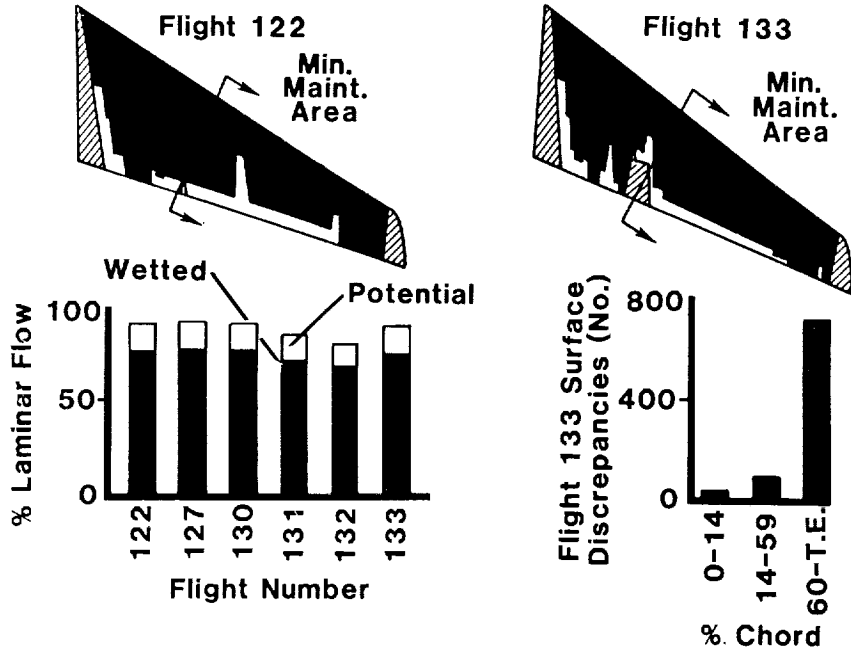 Flight 122
Min.
Maint.
Area
Flight 133
Min.
Maint.
Area
Wetted
Potential
% Laminar Flow
100
50
0
122
127
130
131
132
133
Flight Number
Flight 133 Surface
Discrepancies (No.)
800
400
0
0-14
14-59
60-T.E.
% Chord